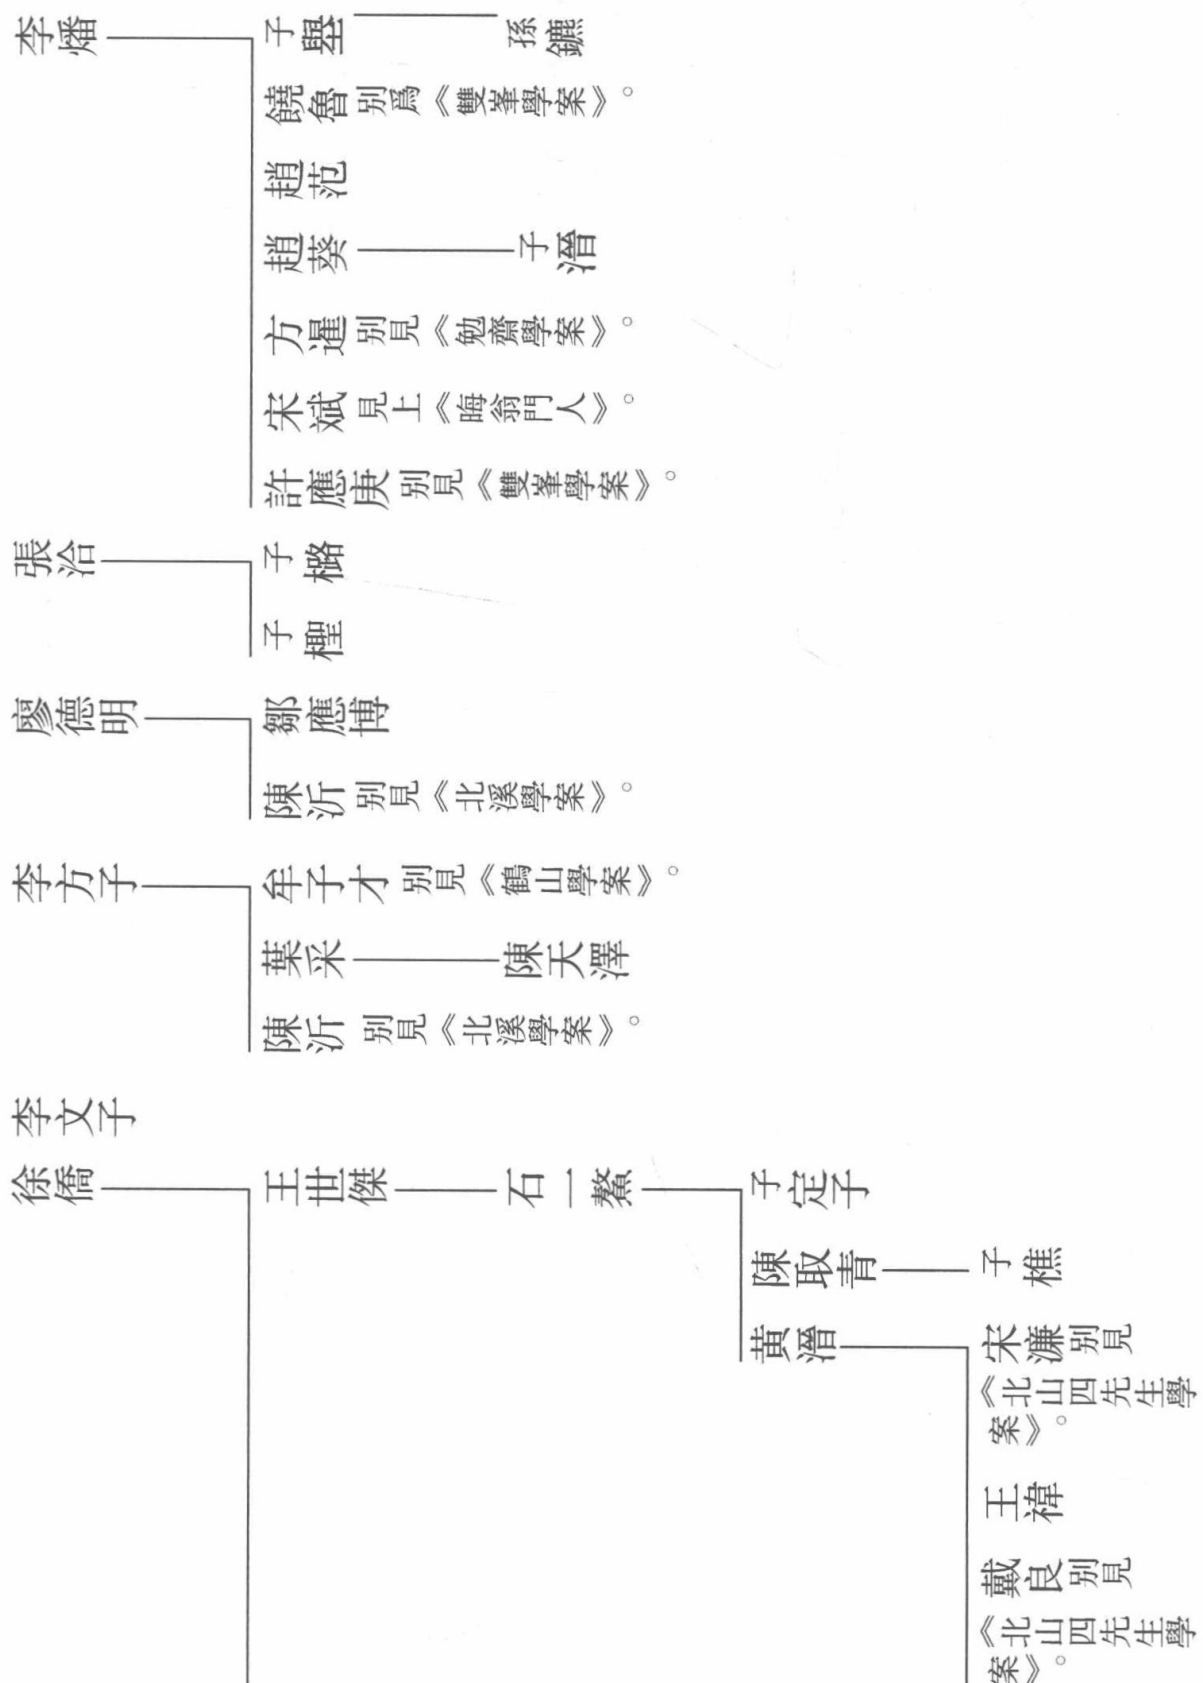 李燔 子舉 孫鑣
饒魯別爲《雙峯學案》。
趙范
趙葵 子溍
方暹別見《勉齋學案》。
宋斌見上《晦翁門人》。
許應庚別見《雙峯學案》。
張洽 子䃭
子檉
廖德明 鄒應博
陳沂別見《北溪學案》。
李方子 牟子才別見《鶴山學案》。
葉采 陳天澤
陳沂別見《北溪學案》。
李文子
徐僑 王世傑 石一鰲 子定子
陳取青 子樵
黃溍 宋濂別見
《北山四先生學
案》。
王禕
戴良別見
《北山四先生學
案》。